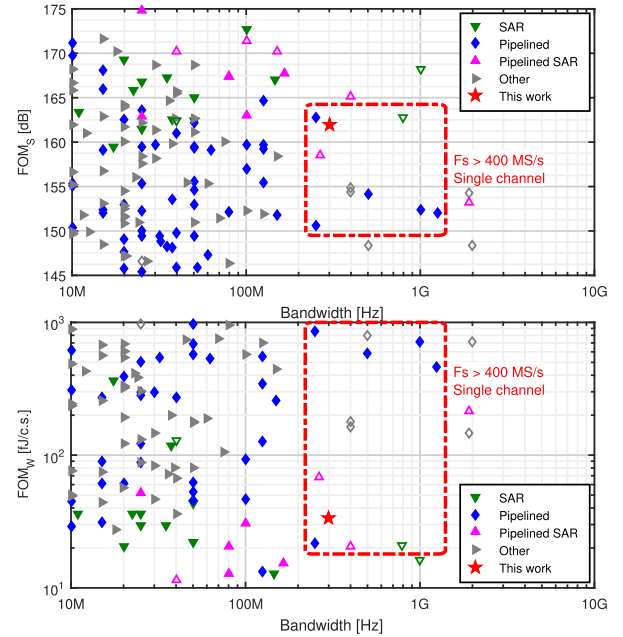 175
170
165
160
155
150
145
FOM_S [dB]
SAR
Pipelined
Pipelined SAR
Other
This work
Fs > 400 MS/s
Single channel
10M
100M
1G
10G
Bandwidth [Hz]
10^3
10^2
10^1
FOM_W [fJ/c.s.]
Fs > 400 MS/s
Single channel
SAR
Pipelined
Pipelined SAR
Other
This work
10M
100M
1G
10G
Bandwidth [Hz]